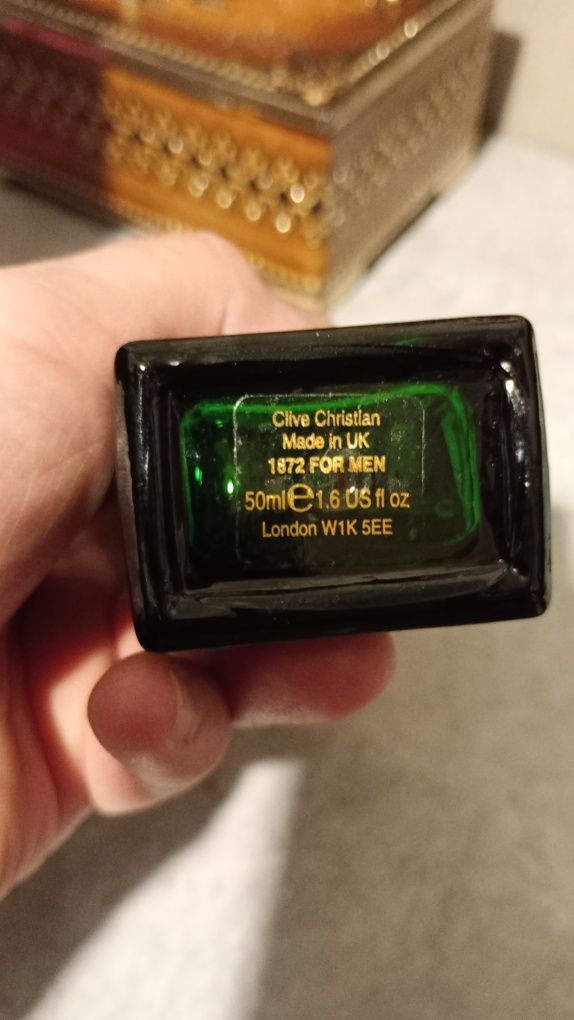 Clive Christian
Made in UK
1872 FOR MEN
50ml ℮ 1.6 US fl oz
London W1K 5EE